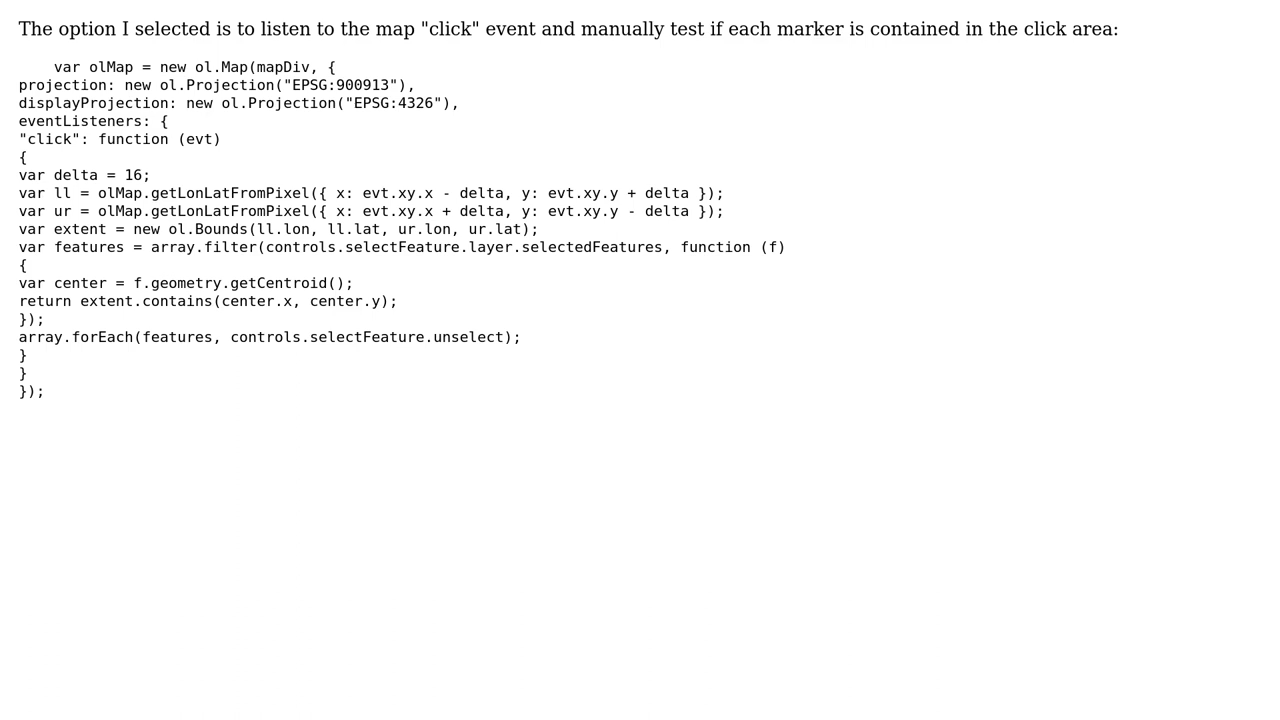 The option I selected is to listen to the map "click" event and manually test if each marker is contained in the click area:
var olMap = new ol.Map(mapDiv, {
projection: new ol.Projection("EPSG:900913"),
displayProjection: new ol.Projection("EPSG:4326"),
eventListeners: {
"click": function (evt)
{
var delta = 16;
var ll = olMap.getLonLatFromPixel({ x: evt.xy.x - delta, y: evt.xy.y + delta });
var ur = olMap.getLonLatFromPixel({ x: evt.xy.x + delta, y: evt.xy.y - delta });
var extent = new ol.Bounds(ll.lon, ll.lat, ur.lon, ur.lat);
var features = array.filter(controls.selectFeature.layer.selectedFeatures, function (f)
{
var center = f.geometry.getCentroid();
return extent.contains(center.x, center.y);
});
array.forEach(features, controls.selectFeature.unselect);
}
}
});